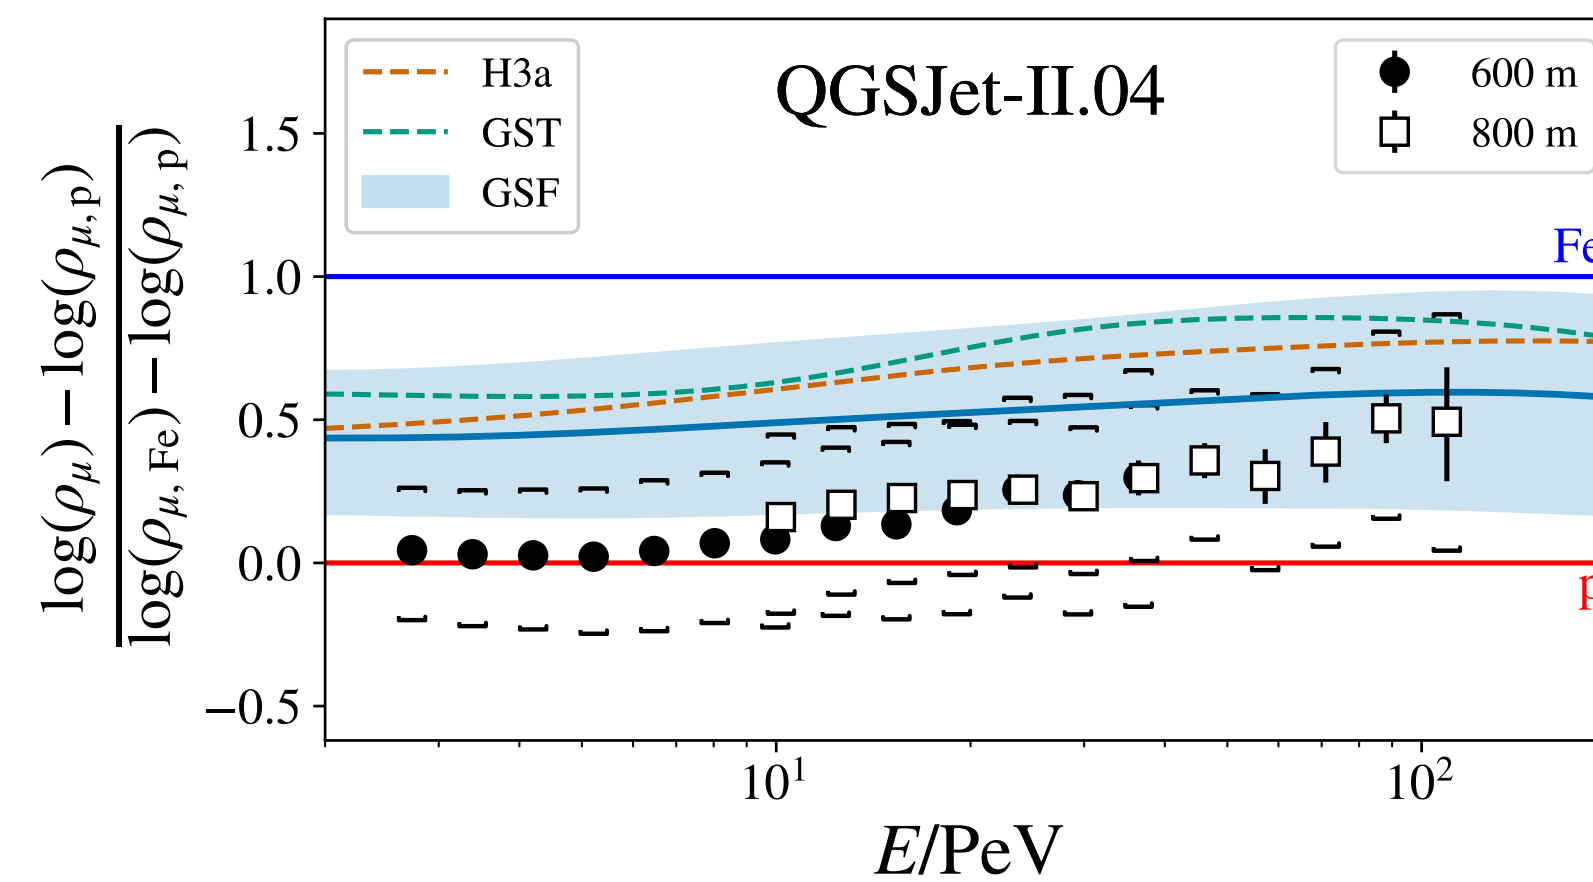 H3a
GST
GSF
QGSJet-II.04
600 m
800 m
log(ρμ) − log(ρμ, p)
log(ρμ, Fe) − log(ρμ, p)
1.5
1.0
0.5
0.0
−0.5
Fe
p
10¹
10²
E/PeV